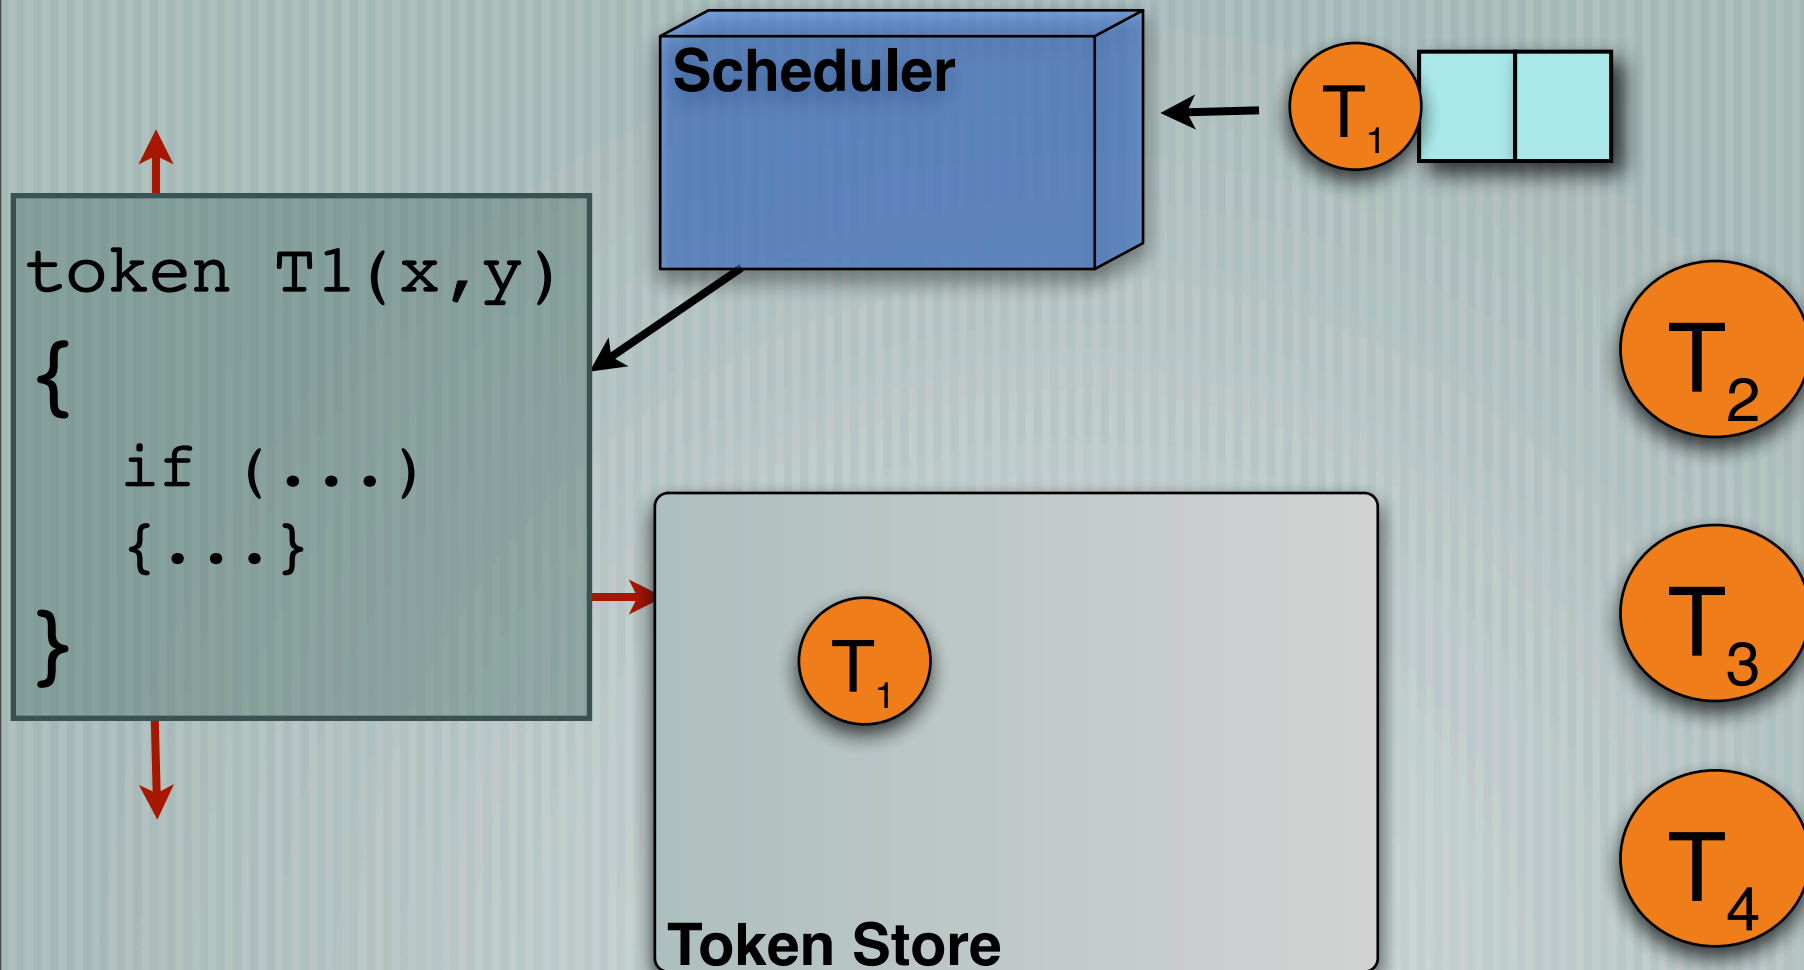 Scheduler
T1
token T1(x,y)
{
if (...)
{...}
}
T2
T3
T1
T4
Token Store